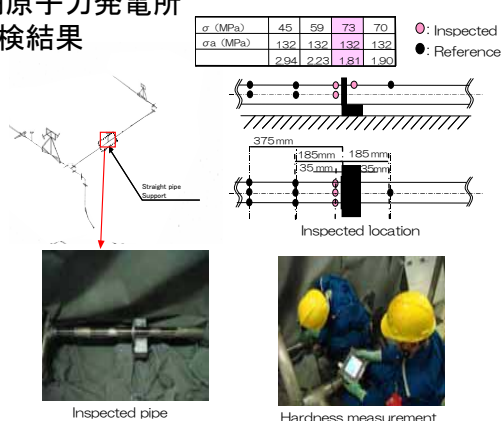 原子力発電所
検結果
σ (MPa) 45 59 73 70
σa (MPa) 132 132 132 132
2.94 2.23 1.81 1.90
: Inspected
: Reference
375mm
185mm 185mm
35mm 35mm
Inspected location
Straight pipe
Support
Inspected pipe
Hardness measurement